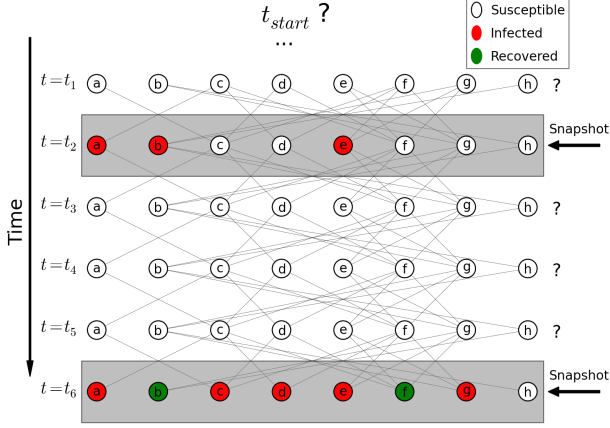 t_start ?
...
Susceptible
Infected
Recovered
t=t_1 a b c d e f g h ?
t=t_2 a b c d e f g h Snapshot
t=t_3 a b c d e f g h ?
t=t_4 a b c d e f g h ?
t=t_5 a b c d e f g h ?
t=t_6 a b c d e f g h Snapshot
Time